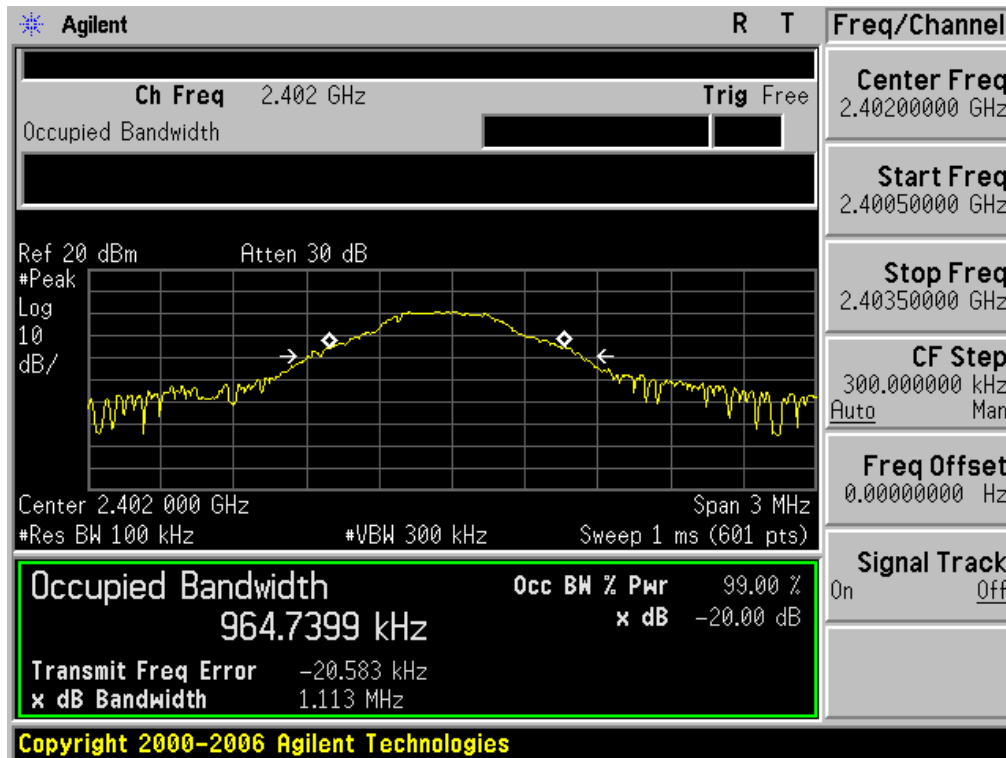 Agilent R T
Ch Freq 2.402 GHz Trig Free
Occupied Bandwidth
Ref 20 dBm Atten 30 dB
#Peak
Log
10
dB/
Center 2.402 000 GHz Span 3 MHz
#Res BW 100 kHz #VBW 300 kHz Sweep 1 ms (601 pts)
Occupied Bandwidth Occ BW % Pwr 99.00 %
964.7399 kHz x dB -20.00 dB
Transmit Freq Error -20.583 kHz
x dB Bandwidth 1.113 MHz
Copyright 2000-2006 Agilent Technologies
Freq/Channel
Center Freq
2.40200000 GHz
Start Freq
2.40050000 GHz
Stop Freq
2.40350000 GHz
CF Step
300.000000 kHz
Auto Man
Freq Offset
0.00000000 Hz
Signal Track
On Off